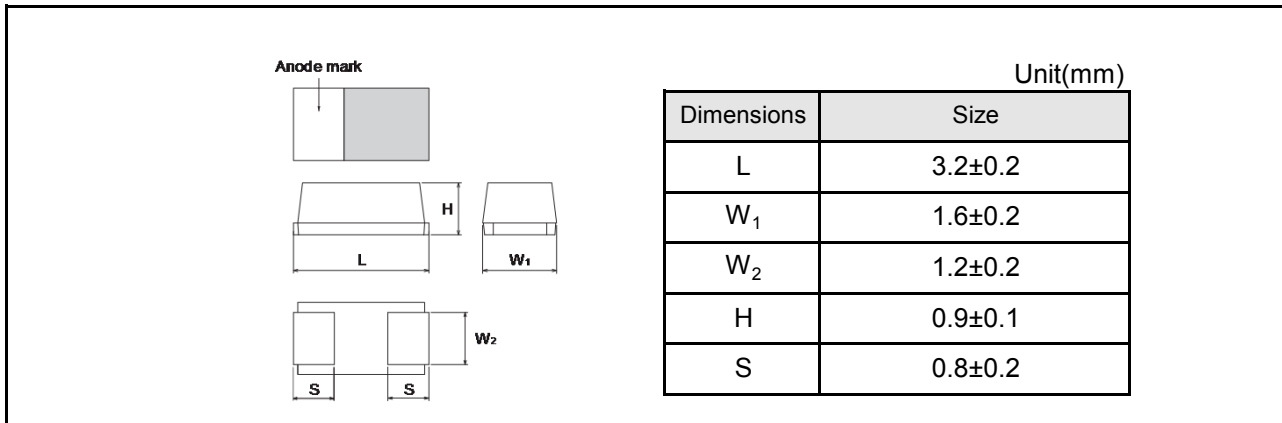 Anode mark
H
L
W₁
W₂
S S
Unit(mm)
Dimensions Size
L 3.2±0.2
W₁ 1.6±0.2
W₂ 1.2±0.2
H 0.9±0.1
S 0.8±0.2